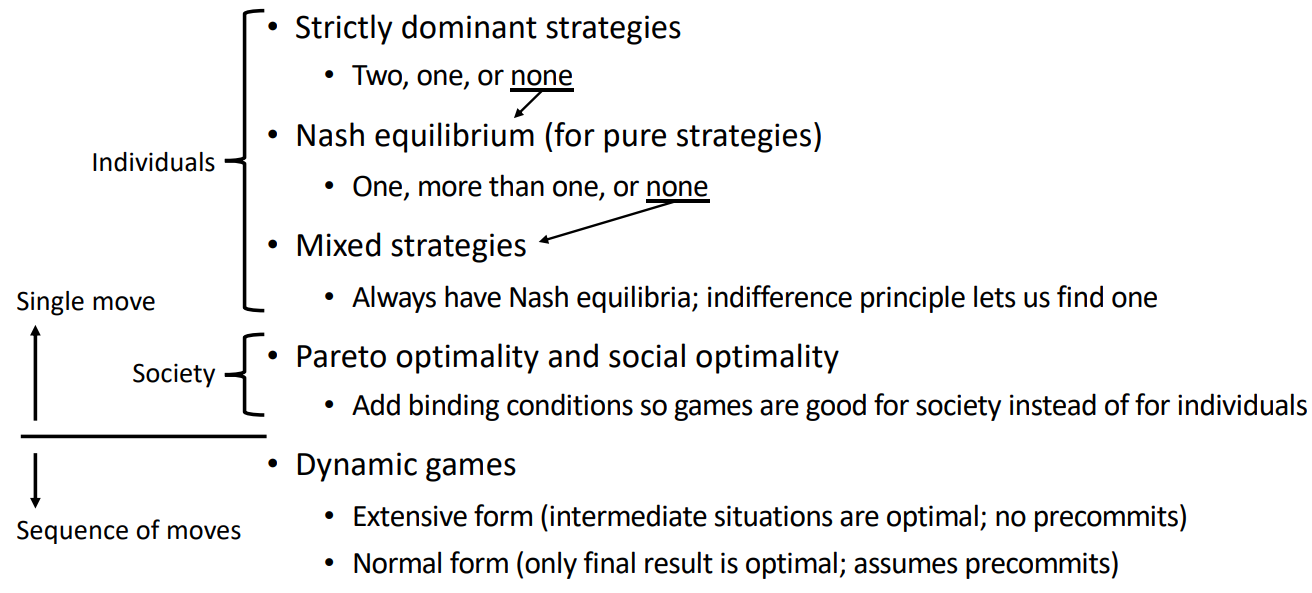 • Strictly dominant strategies
• Two, one, or none
• Nash equilibrium (for pure strategies)
Individuals
• One, more than one, or none
• Mixed strategies
• Always have Nash equilibria; indifference principle lets us find one
Single move
• Pareto optimality and social optimality
Society
• Add binding conditions so games are good for society instead of for individuals
• Dynamic games
• Extensive form (intermediate situations are optimal; no precommits)
Sequence of moves
• Normal form (only final result is optimal; assumes precommits)